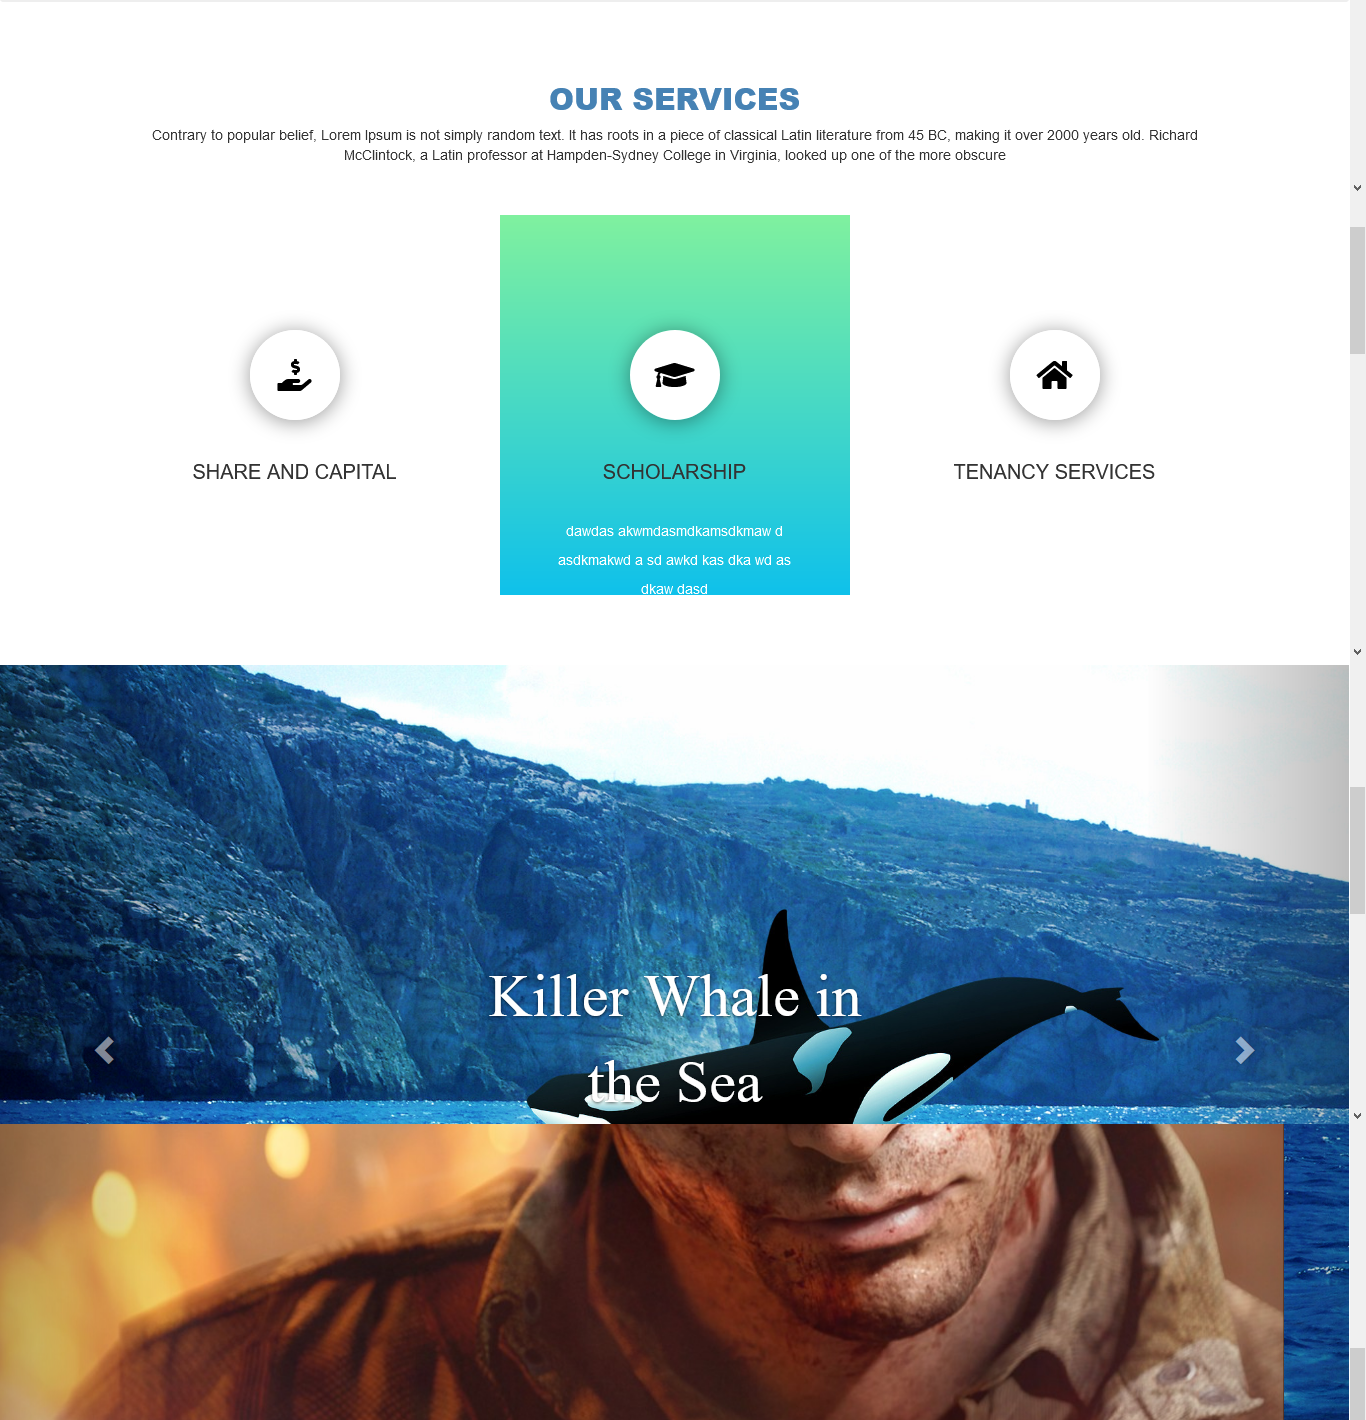 OUR SERVICES
Contrary to popular belief, Lorem Ipsum is not simply random text. It has roots in a piece of classical Latin literature from 45 BC, making it over 2000 years old. Richard
McClintock, a Latin professor at Hampden-Sydney College in Virginia, looked up one of the more obscure
SHARE AND CAPITAL
SCHOLARSHIP
TENANCY SERVICES
dawdas akwmdasmdkamsdkmaw d
asdkmakwd a sd awkd kas dka wd as
dkaw dasd
Killer Whale in
the Sea